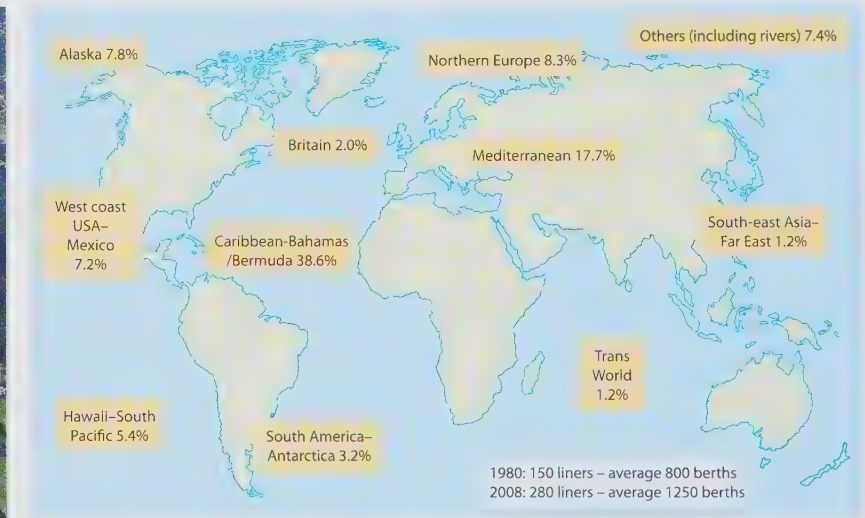 Others (including rivers) 7.4%
Alaska 7.8%
Northern Europe 8.3%
Britain 2.0%
Mediterranean 17.7%
West coast
USA–
Mexico
7.2%
Caribbean-Bahamas
/Bermuda 38.6%
South-east Asia–
Far East 1.2%
Trans
World
1.2%
Hawaii–South
Pacific 5.4%
South America–
Antarctica 3.2%
1980: 150 liners – average 800 berths
2008: 280 liners – average 1250 berths